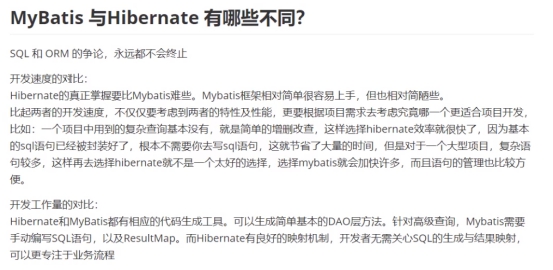 MyBatis 与Hibernate 有哪些不同？
SQL 和 ORM 的争论，永远都不会终止
开发速度的对比：
Hibernate的真正掌握要比Mybatis难些。Mybatis框架相对简单很容易上手，但也相对简陋些。
比起两者的开发速度，不仅仅要考虑到两者的特性及性能，更要根据项目需求去考虑究竟哪一个更适合项目开发，
比如：一个项目中用到的复杂查询基本没有，就是简单的增删改查，这样选择hibernate效率就很快了，因为基本
的sql语句已经被封装好了，根本不需要你去写sql语句，这就节省了大量的时间，但是对于一个大型项目，复杂语
句较多，这样再去选择hibernate就不是一个太好的选择，选择mybatis就会加快许多，而且语句的管理也比较方
便。
开发工作量的对比：
Hibernate和MyBatis都有相应的代码生成工具。可以生成简单基本的DAO层方法。针对高级查询，Mybatis需要
手动编写SQL语句，以及ResultMap。而Hibernate有良好的映射机制，开发者无需关心SQL的生成与结果映射，
可以更专注于业务流程